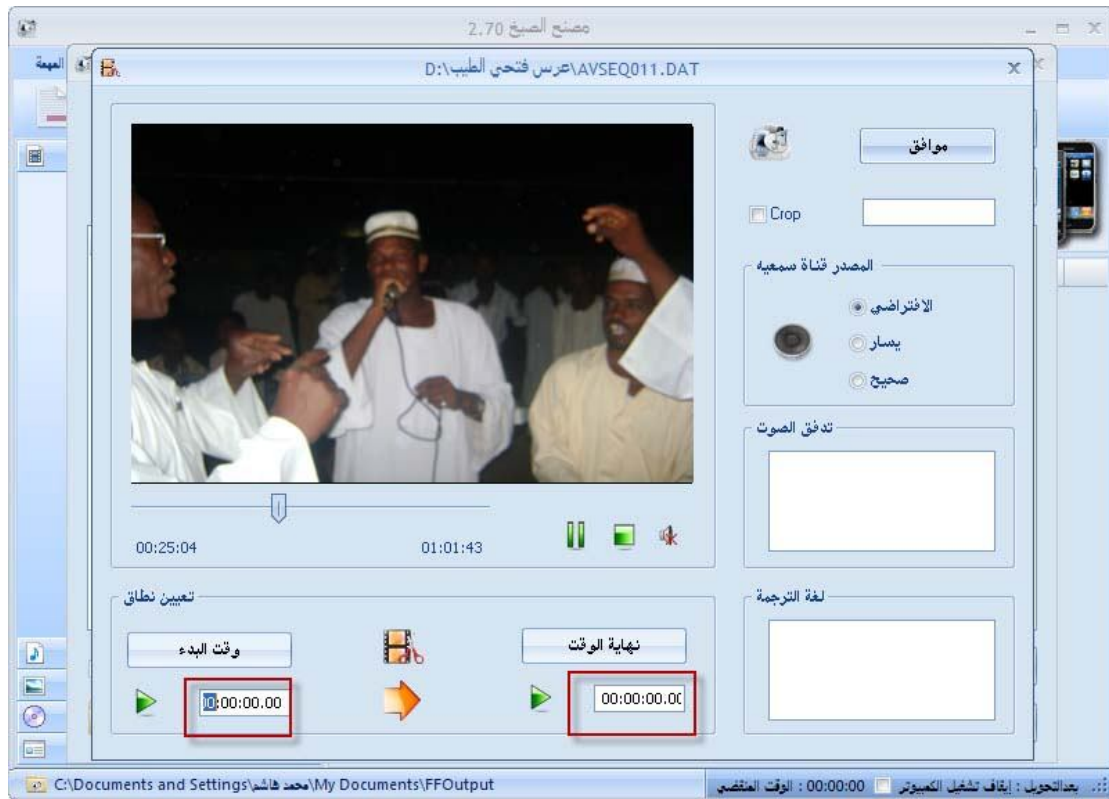 مصنع الصيغ 2.70
المهمة
D:\عرس فتحي الطيب\AVSEQ011.DAT
موافق
Crop
المصدر قناة سمعيه
الافتراضي
يسار
صحيح
تدفق الصوت
00:25:04
01:01:43
تعيين نطاق
لغة الترجمة
وقت البدء
نهاية الوقت
00:00:00.00
00:00:00.00
C:\Documents and Settings\محمد هاشم\My Documents\FFOutput
بعدالتحويل : إيقاف تشغيل الكمبيوتر
00:00:00 : الوقت المنقضي